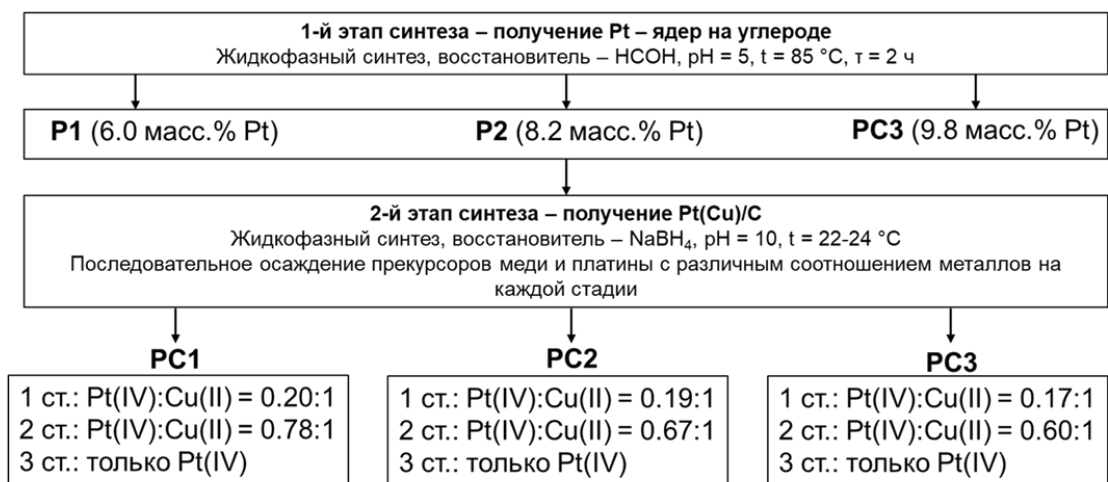 1-й этап синтеза – получение Pt – ядер на углероде
Жидкофазный синтез, восстановитель – HCOH, pH = 5, t = 85 °C, τ = 2 ч
P1 (6.0 масс.% Pt)
P2 (8.2 масс.% Pt)
PC3 (9.8 масс.% Pt)
2-й этап синтеза – получение Pt(Cu)/C
Жидкофазный синтез, восстановитель – NaBH₄, pH = 10, t = 22-24 °C
Последовательное осаждение прекурсоров меди и платины с различным соотношением металлов на
каждой стадии
PC1
1 ст.: Pt(IV):Cu(II) = 0.20:1
2 ст.: Pt(IV):Cu(II) = 0.78:1
3 ст.: только Pt(IV)
PC2
1 ст.: Pt(IV):Cu(II) = 0.19:1
2 ст.: Pt(IV):Cu(II) = 0.67:1
3 ст.: только Pt(IV)
PC3
1 ст.: Pt(IV):Cu(II) = 0.17:1
2 ст.: Pt(IV):Cu(II) = 0.60:1
3 ст.: только Pt(IV)